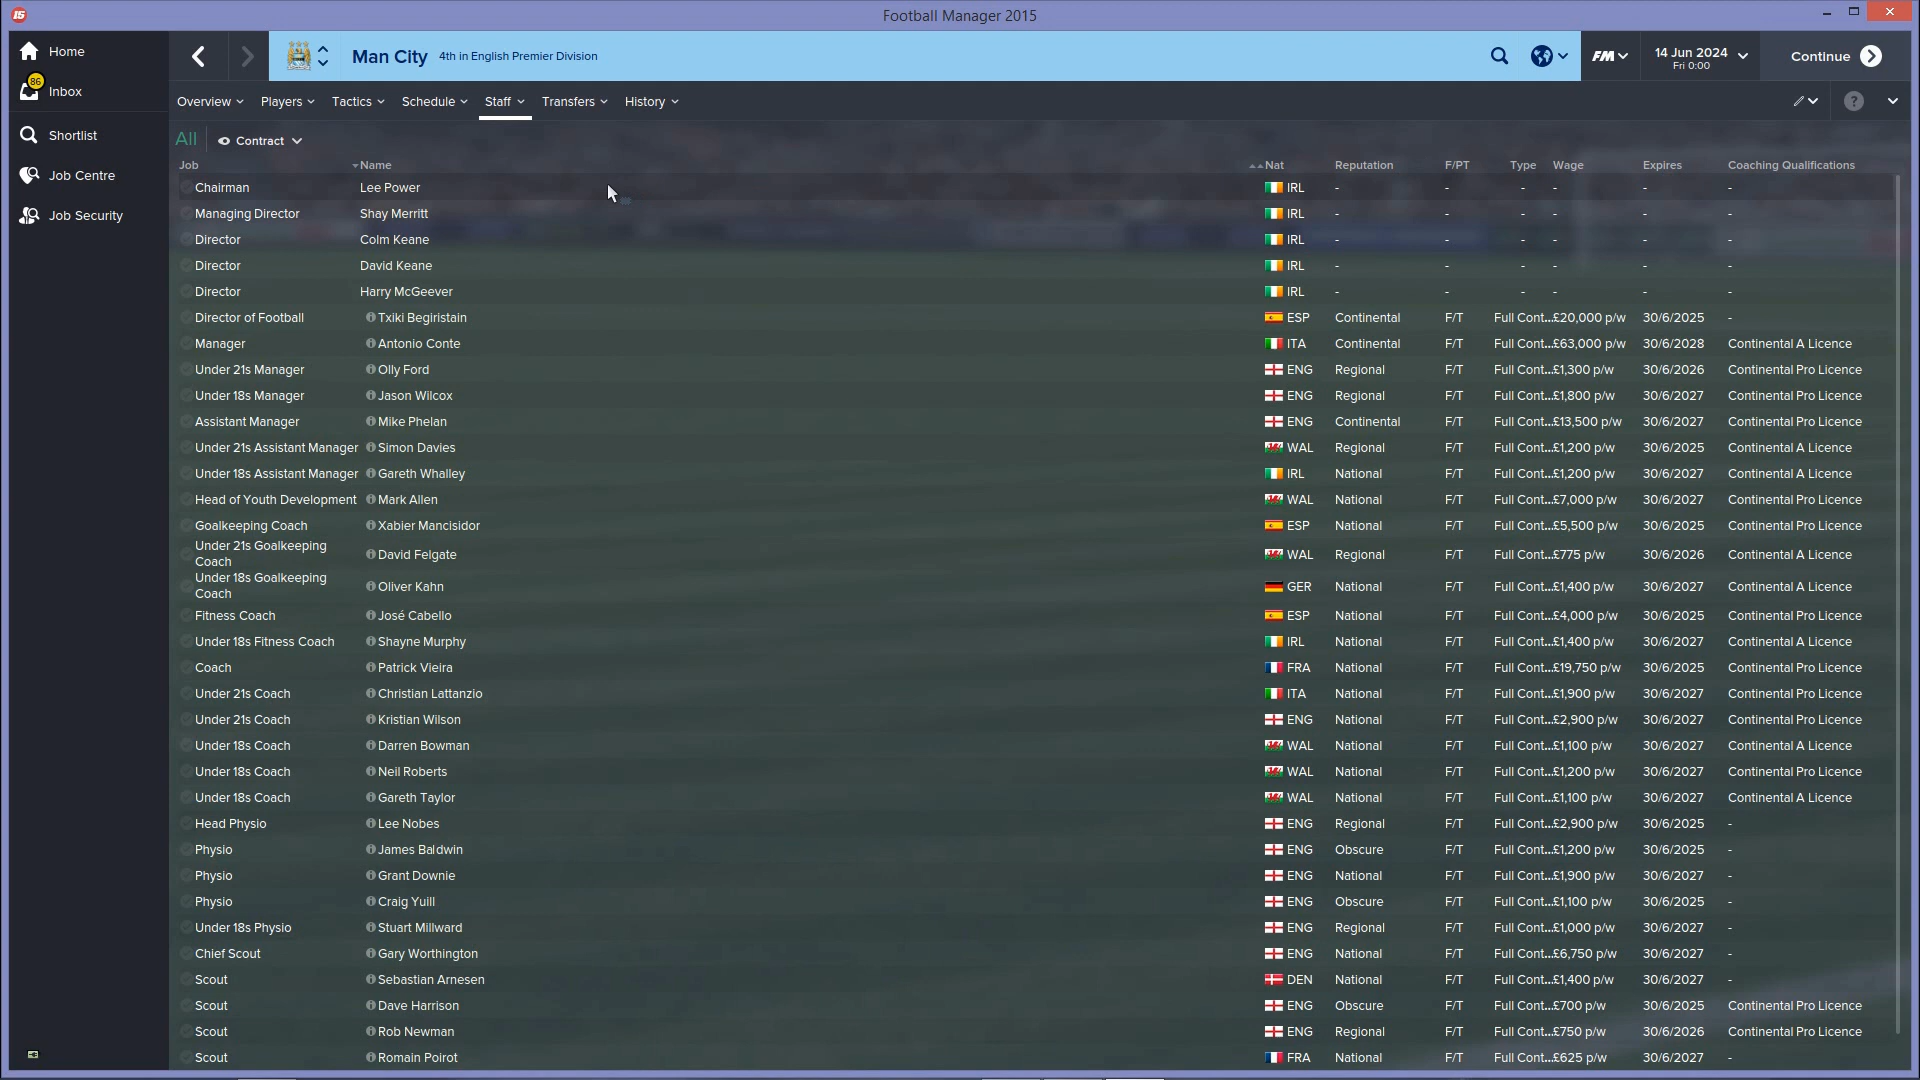 15 Football Manager 2015
Home
Man City 4th in English Premier Division
FM 14 Jun 2024 Fri 0:00 Continue
86
Inbox
Shortlist
Job Centre
Job Security
Overview Players Tactics Schedule Staff Transfers History ?
All Contract
Job Name Nat Reputation F/PT Type Wage Expires Coaching Qualifications
Chairman Lee Power IRL - - - - - -
Managing Director Shay Merritt IRL - - - - - -
Director Colm Keane IRL - - - - - -
Director David Keane IRL - - - - - -
Director Harry McGeever IRL - - - - - -
Director of Football Txiki Begiristain ESP Continental F/T Full Cont...£20,000 p/w 30/6/2025 -
Manager Antonio Conte ITA Continental F/T Full Cont...£63,000 p/w 30/6/2028 Continental A Licence
Under 21s Manager Olly Ford ENG Regional F/T Full Cont...£1,300 p/w 30/6/2026 Continental Pro Licence
Under 18s Manager Jason Wilcox ENG Regional F/T Full Cont...£1,800 p/w 30/6/2027 Continental Pro Licence
Assistant Manager Mike Phelan ENG Continental F/T Full Cont...£13,500 p/w 30/6/2027 Continental Pro Licence
Under 21s Assistant Manager Simon Davies WAL Regional F/T Full Cont...£1,200 p/w 30/6/2025 Continental A Licence
Under 18s Assistant Manager Gareth Whalley IRL National F/T Full Cont...£1,200 p/w 30/6/2027 Continental A Licence
Head of Youth Development Mark Allen WAL National F/T Full Cont...£7,000 p/w 30/6/2027 Continental Pro Licence
Goalkeeping Coach Xabier Mancisidor ESP National F/T Full Cont...£5,500 p/w 30/6/2025 Continental Pro Licence
Under 21s Goalkeeping Coach David Felgate WAL Regional F/T Full Cont...£775 p/w 30/6/2026 Continental A Licence
Under 18s Goalkeeping Coach Oliver Kahn GER National F/T Full Cont...£1,400 p/w 30/6/2027 Continental A Licence
Fitness Coach José Cabello ESP National F/T Full Cont...£4,000 p/w 30/6/2025 Continental Pro Licence
Under 18s Fitness Coach Shayne Murphy IRL National F/T Full Cont...£1,400 p/w 30/6/2027 Continental A Licence
Coach Patrick Vieira FRA National F/T Full Cont...£19,750 p/w 30/6/2025 Continental Pro Licence
Under 21s Coach Christian Lattanzio ITA National F/T Full Cont...£1,900 p/w 30/6/2027 Continental Pro Licence
Under 21s Coach Kristian Wilson ENG National F/T Full Cont...£2,900 p/w 30/6/2027 Continental Pro Licence
Under 18s Coach Darren Bowman WAL National F/T Full Cont...£1,100 p/w 30/6/2027 Continental A Licence
Under 18s Coach Neil Roberts WAL National F/T Full Cont...£1,200 p/w 30/6/2027 Continental Pro Licence
Under 18s Coach Gareth Taylor WAL National F/T Full Cont...£1,100 p/w 30/6/2027 Continental A Licence
Head Physio Lee Nobes ENG Regional F/T Full Cont...£2,900 p/w 30/6/2025 -
Physio James Baldwin ENG Obscure F/T Full Cont...£1,200 p/w 30/6/2025 -
Physio Grant Downie ENG National F/T Full Cont...£1,900 p/w 30/6/2027 -
Physio Craig Yuill ENG Obscure F/T Full Cont...£1,100 p/w 30/6/2025 -
Under 18s Physio Stuart Millward ENG Regional F/T Full Cont...£1,000 p/w 30/6/2027 -
Chief Scout Gary Worthington ENG National F/T Full Cont...£6,750 p/w 30/6/2027 -
Scout Sebastian Arnesen DEN National F/T Full Cont...£1,400 p/w 30/6/2027 -
Scout Dave Harrison ENG Obscure F/T Full Cont...£700 p/w 30/6/2025 Continental Pro Licence
Scout Rob Newman ENG Regional F/T Full Cont...£750 p/w 30/6/2026 Continental Pro Licence
Scout Romain Poirot FRA National F/T Full Cont...£625 p/w 30/6/2027 -